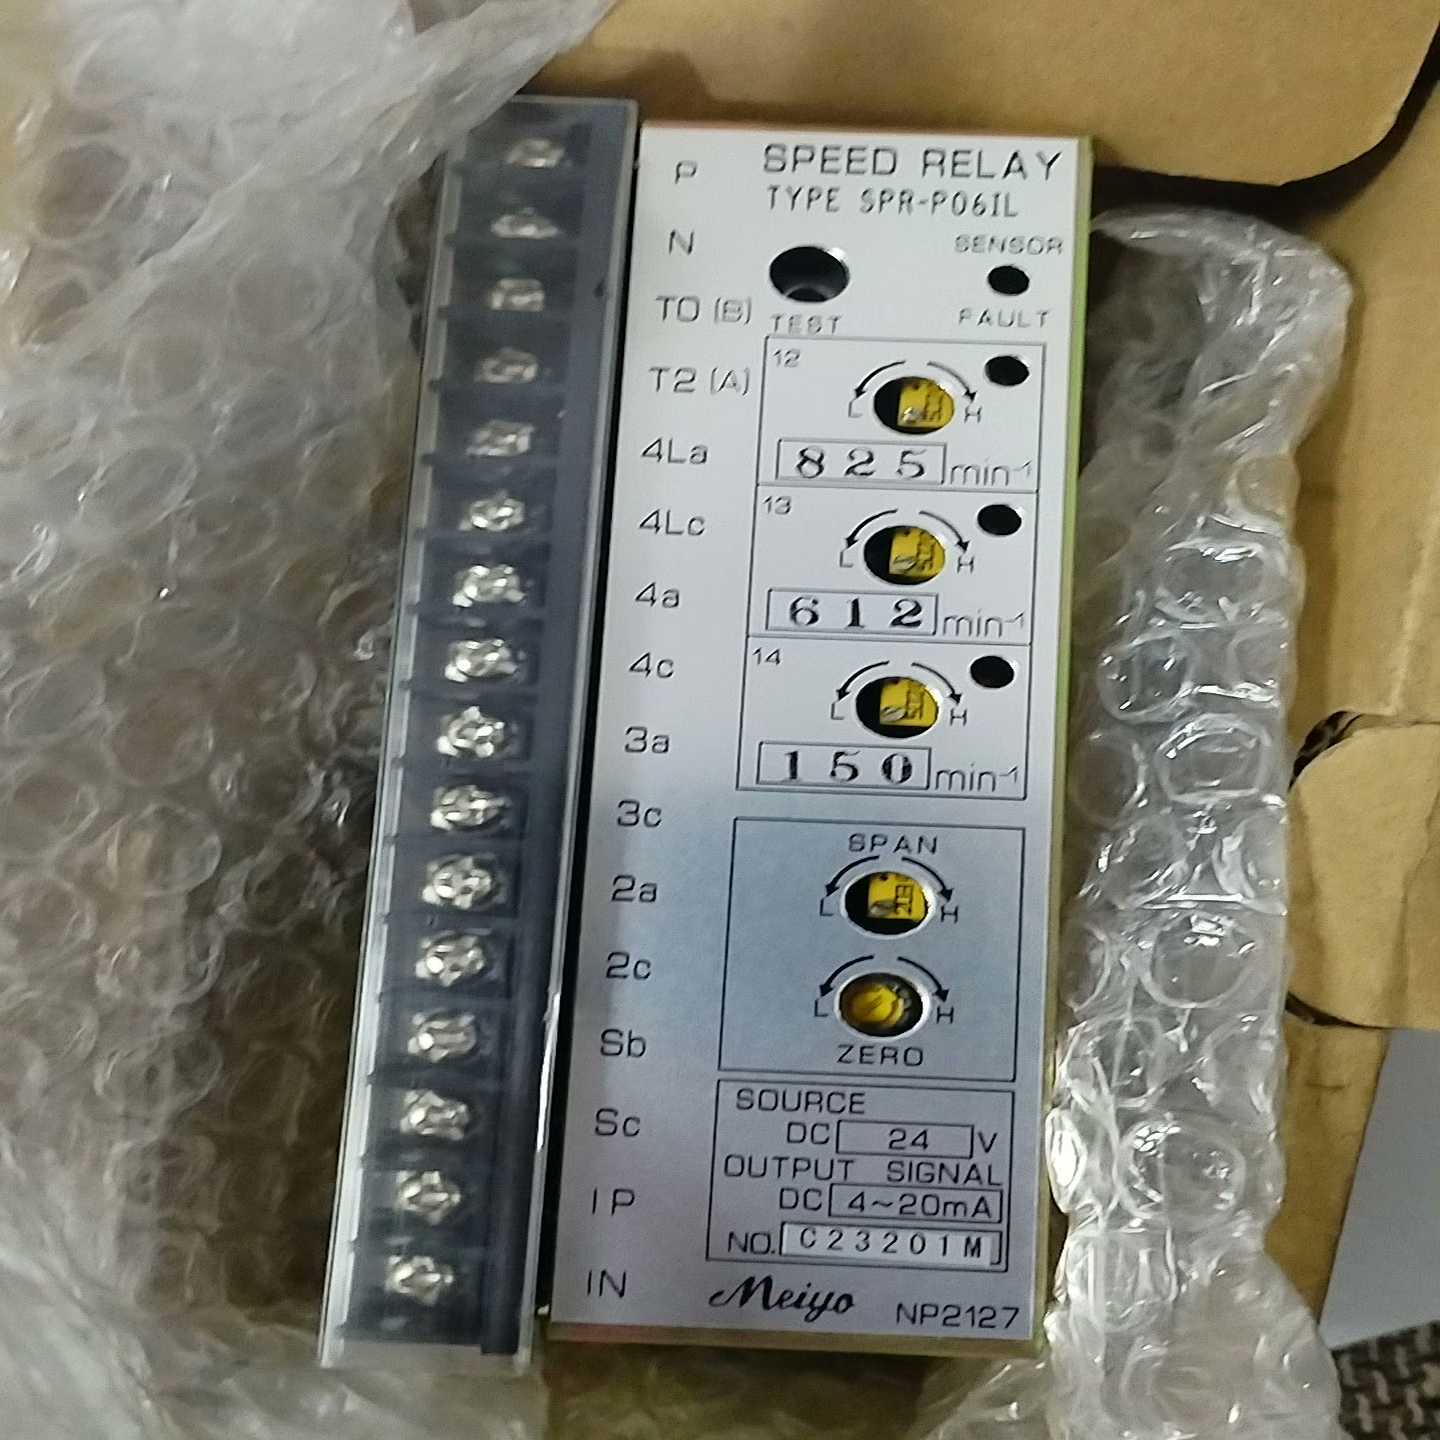 SPEED RELAY
TYPE SPR-P06IL
P
N
T0 (B)
T2 (A)
4La
4Lc
4a
4c
3a
3c
2a
2c
Sb
Sc
IP
IN
TEST
SENSOR
FAULT
12
L H
825 min-1
13
L H
612 min-1
14
L H
150 min-1
SPAN
L H
L H
ZERO
SOURCE
DC 24 V
OUTPUT SIGNAL
DC 4~20mA
NO. C23201M
Meiyo NP2127